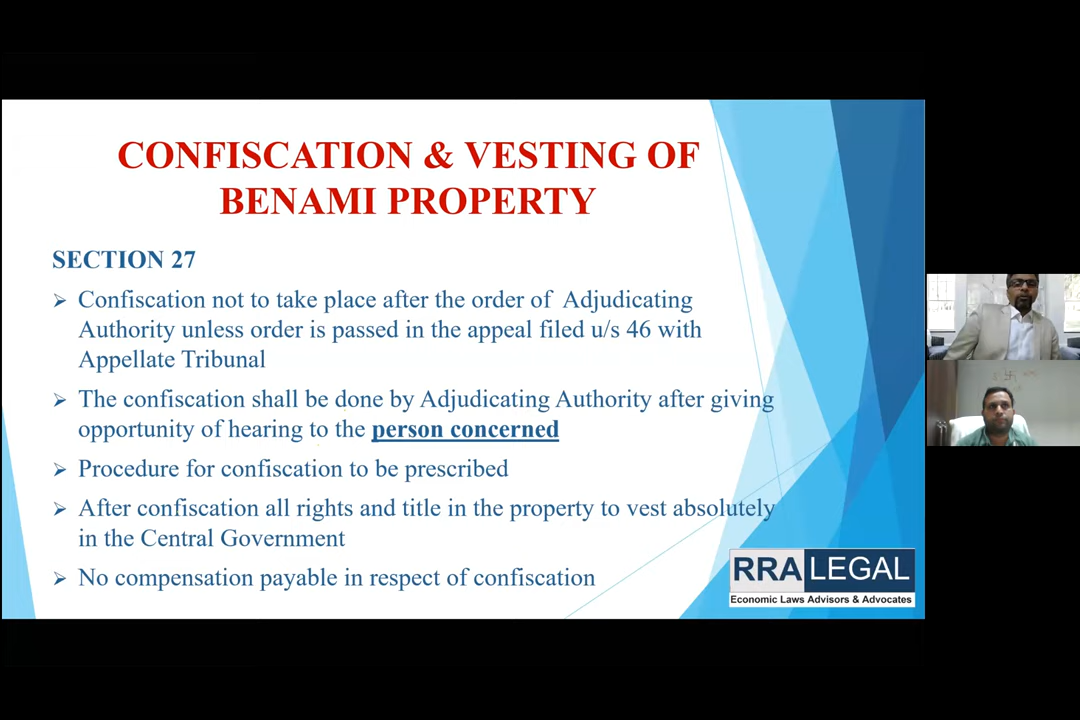 CONFISCATION & VESTING OF
BENAMI PROPERTY
SECTION 27
➢ Confiscation not to take place after the order of Adjudicating
Authority unless order is passed in the appeal filed u/s 46 with
Appellate Tribunal
➢ The confiscation shall be done by Adjudicating Authority after giving
opportunity of hearing to the person concerned
➢ Procedure for confiscation to be prescribed
➢ After confiscation all rights and title in the property to vest absolutely
in the Central Government
➢ No compensation payable in respect of confiscation
RRA LEGAL
Economic Laws Advisors & Advocates